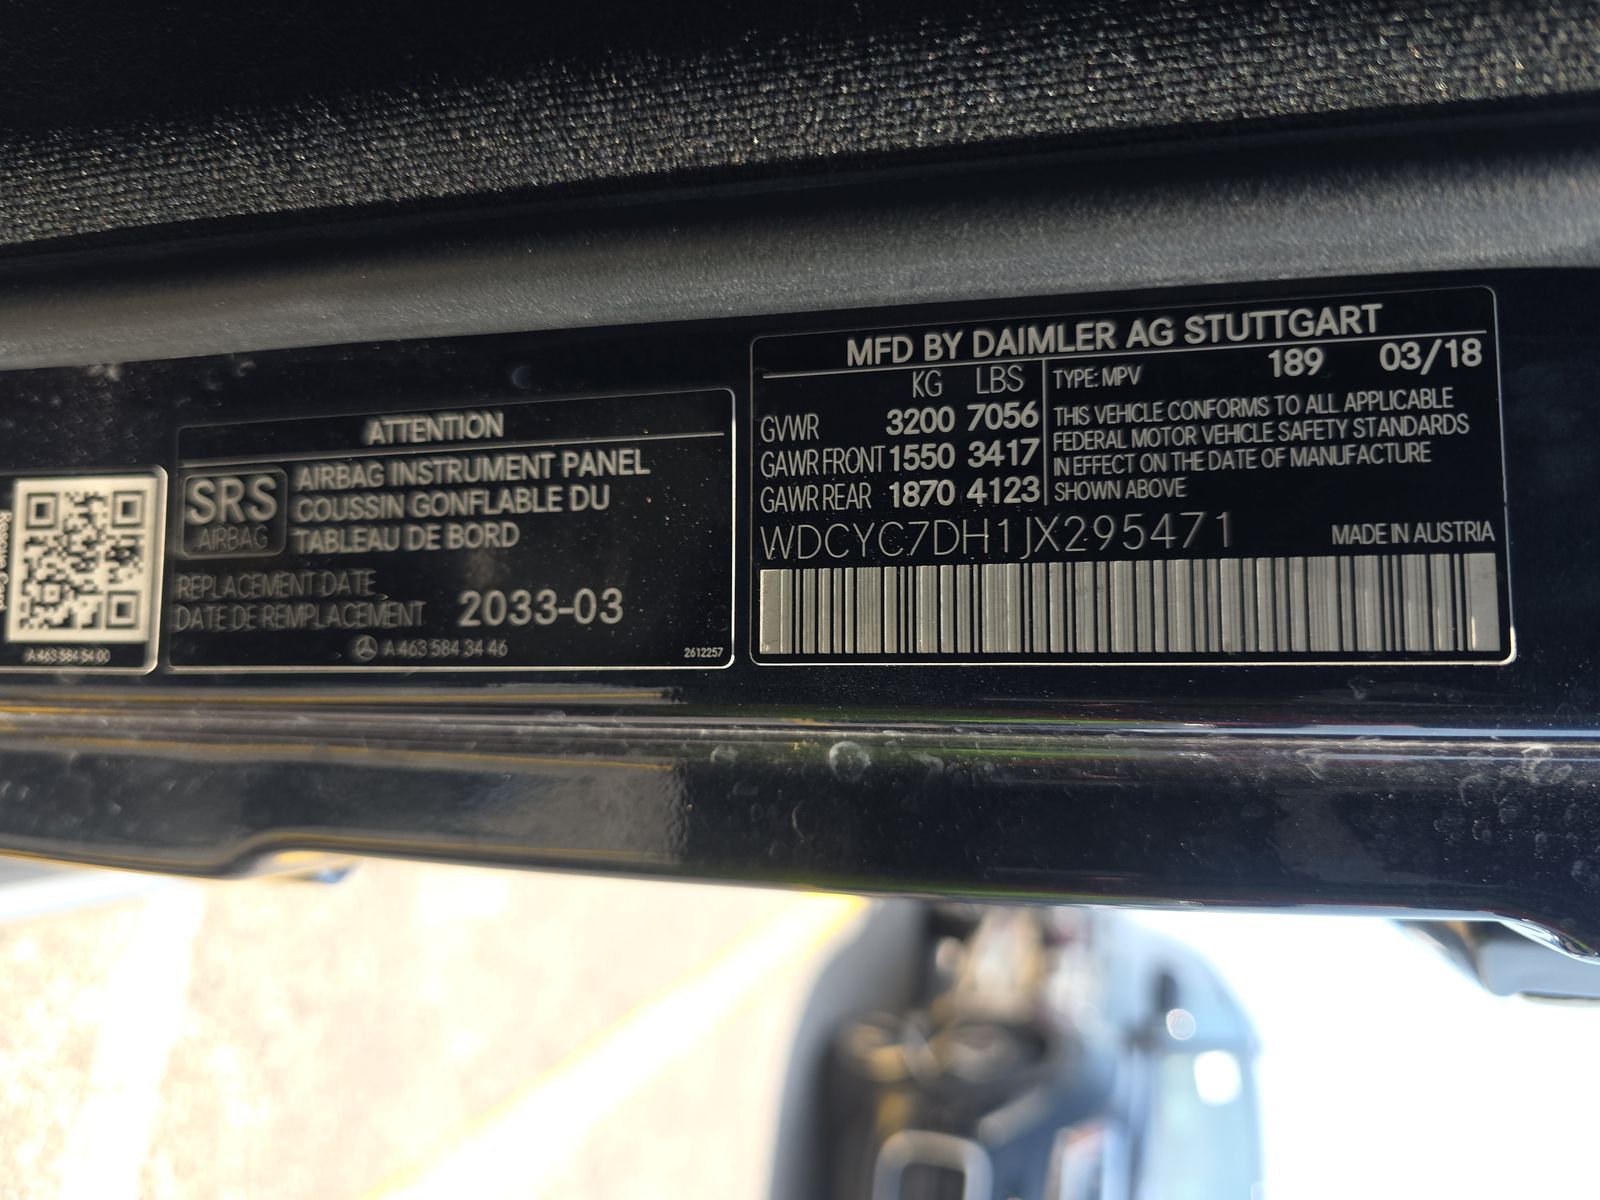 Rescue Card
A 463 584 54 00
ATTENTION
SRS
AIRBAG
AIRBAG INSTRUMENT PANEL
COUSSIN GONFLABLE DU
TABLEAU DE BORD
REPLACEMENT DATE
DATE DE REMPLACEMENT
2033-03
A 463 584 34 46
2612257
MFD BY DAIMLER AG STUTTGART
KG LBS
GVWR 3200 7056
GAWR FRONT 1550 3417
GAWR REAR 1870 4123
TYPE: MPV 189 03/18
THIS VEHICLE CONFORMS TO ALL APPLICABLE
FEDERAL MOTOR VEHICLE SAFETY STANDARDS
IN EFFECT ON THE DATE OF MANUFACTURE
SHOWN ABOVE
WDCYC7DH1JX295471
MADE IN AUSTRIA